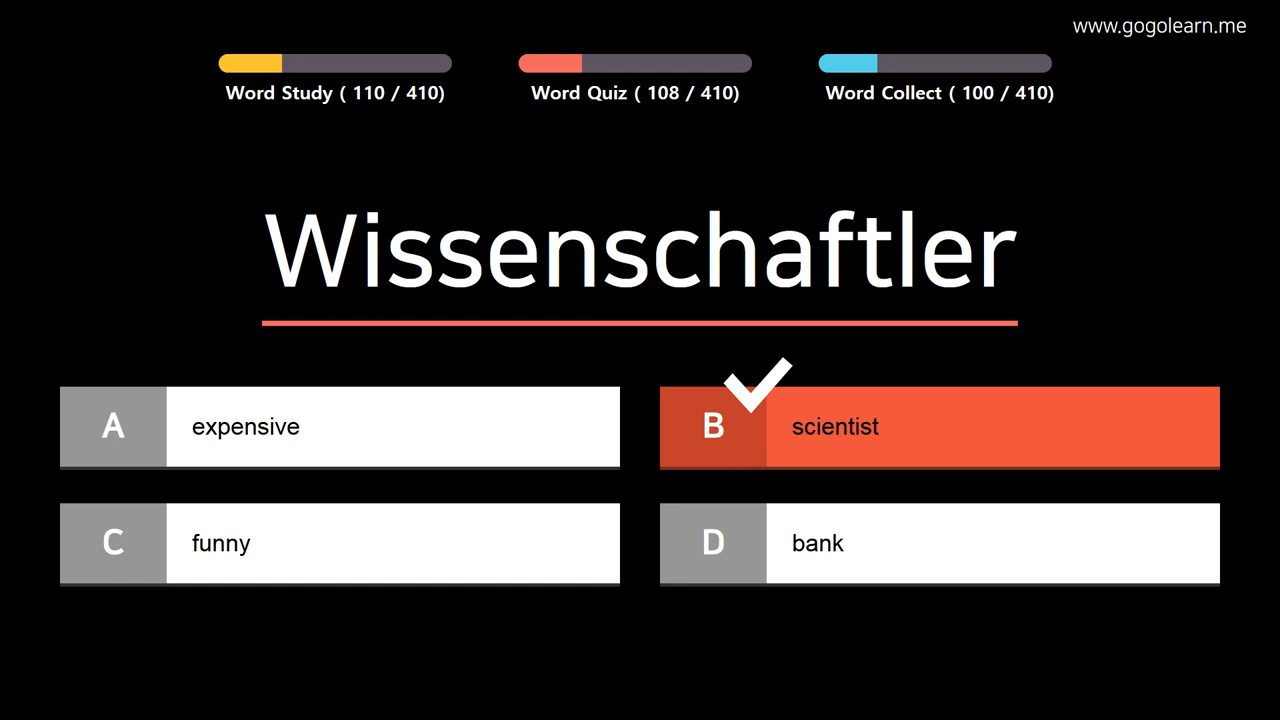 www.gogolearn.me
Word Study ( 110 / 410)
Word Quiz ( 108 / 410)
Word Collect ( 100 / 410)
Wissenschaftler
A expensive
B scientist
C funny
D bank